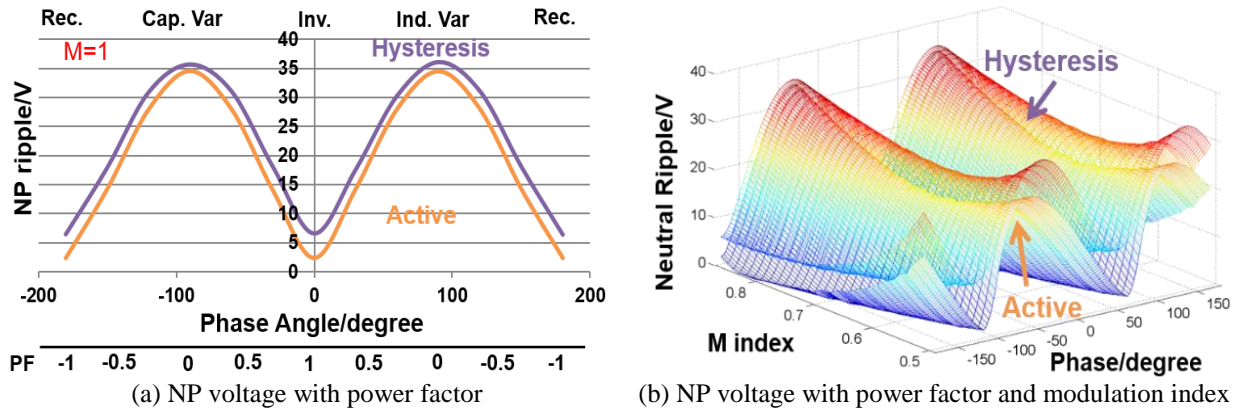 Rec. Cap. Var Inv. Ind. Var Rec.
M=1
Hysteresis
Active
NP ripple/V
40
35
30
25
20
15
10
5
0
-200 -100 0 100 200
Phase Angle/degree
PF -1 -0.5 0 0.5 1 0.5 0 -0.5 -1
(a) NP voltage with power factor
Hysteresis
Active
Neutral Ripple/V
40
30
20
10
0
0.8 0.7 0.6 0.5
M index
-150 -100 -50 0 50 100 150
Phase/degree
(b) NP voltage with power factor and modulation index